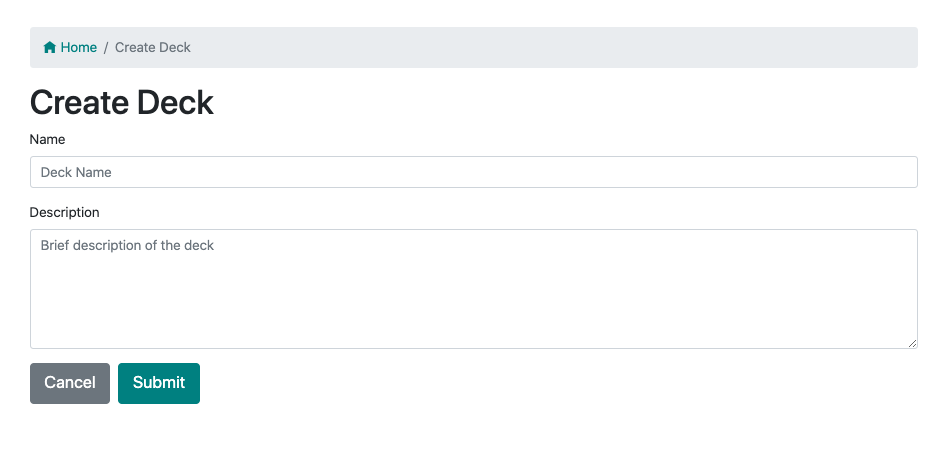 Home / Create Deck
Create Deck
Name
Deck Name
Description
Brief description of the deck
Cancel Submit